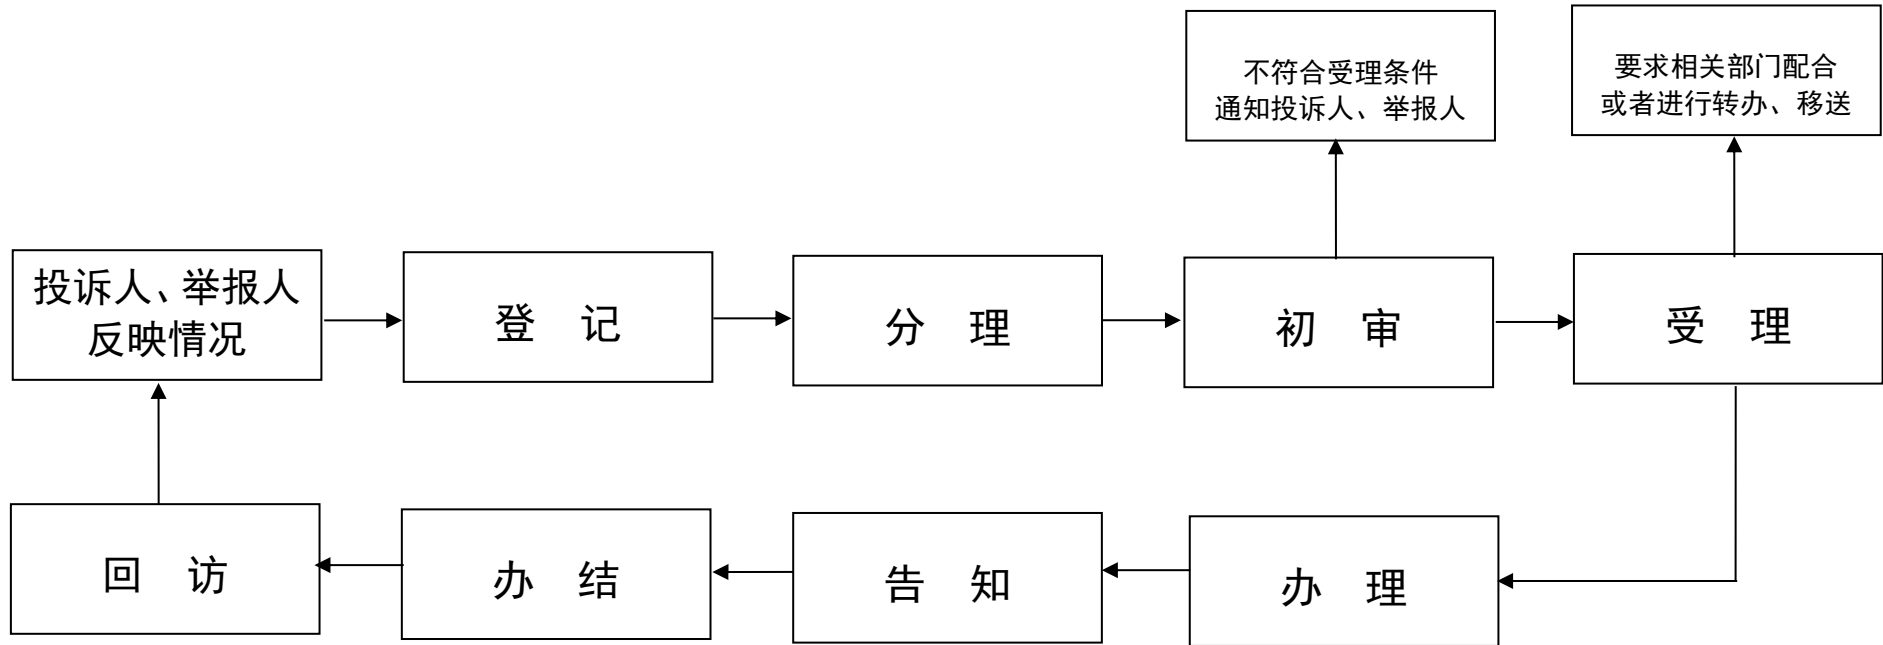 不符合受理条件
通知投诉人、举报人
要求相关部门配合
或者进行转办、移送
投诉人、举报人
反映情况
登 记
分 理
初 审
受 理
回 访
办 结
告 知
办 理